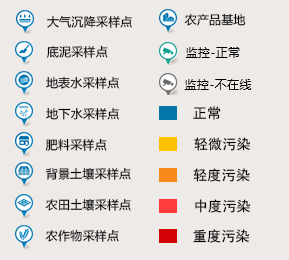 大气沉降采样点
底泥采样点
地表水采样点
地下水采样点
肥料采样点
背景土壤采样点
农田土壤采样点
农作物采样点
农产品基地
监控-正常
监控-不在线
正常
轻微污染
轻度污染
中度污染
重度污染